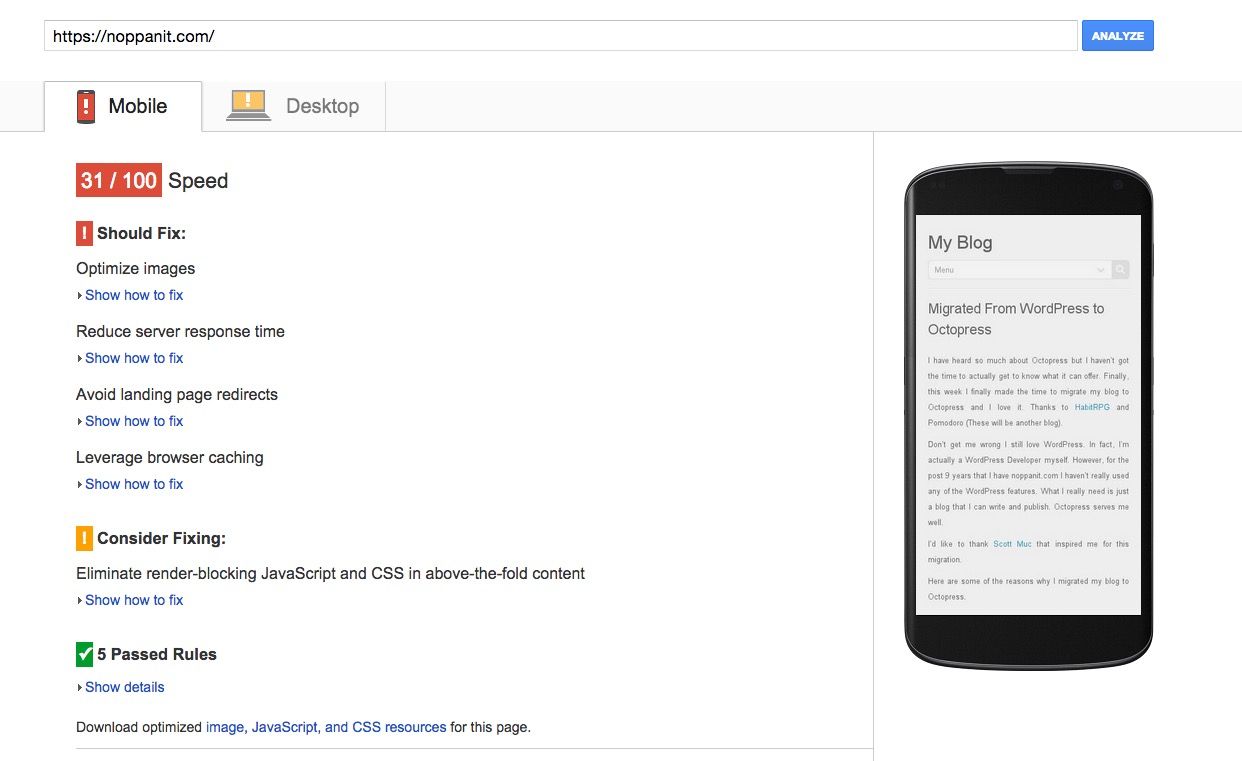 https://noppanit.com/
ANALYZE
Mobile
Desktop
31 / 100 Speed
! Should Fix:
Optimize images
Show how to fix
Reduce server response time
Show how to fix
Avoid landing page redirects
Show how to fix
Leverage browser caching
Show how to fix
! Consider Fixing:
Eliminate render-blocking JavaScript and CSS in above-the-fold content
Show how to fix
5 Passed Rules
Show details
Download optimized image, JavaScript, and CSS resources for this page.
My Blog
Menu
Migrated From WordPress to
Octopress
I have heard so much about Octopress but I haven't got
the time to actually get to know what it can offer. Finally,
this week I finally made the time to migrate my blog to
Octopress and I love it. Thanks to HabitRPG and
Pomodoro (These will be another blog).
Don't get me wrong I still love WordPress. In fact, I'm
actually a WordPress Developer myself. However, for the
post 9 years that I have noppanit.com I haven't really used
any of the WordPress features. What I really need is just
a blog that I can write and publish. Octopress serves me
well.
I'd like to thank Scott Muc that inspired me for this
migration.
Here are some of the reasons why I migrated my blog to
Octopress.